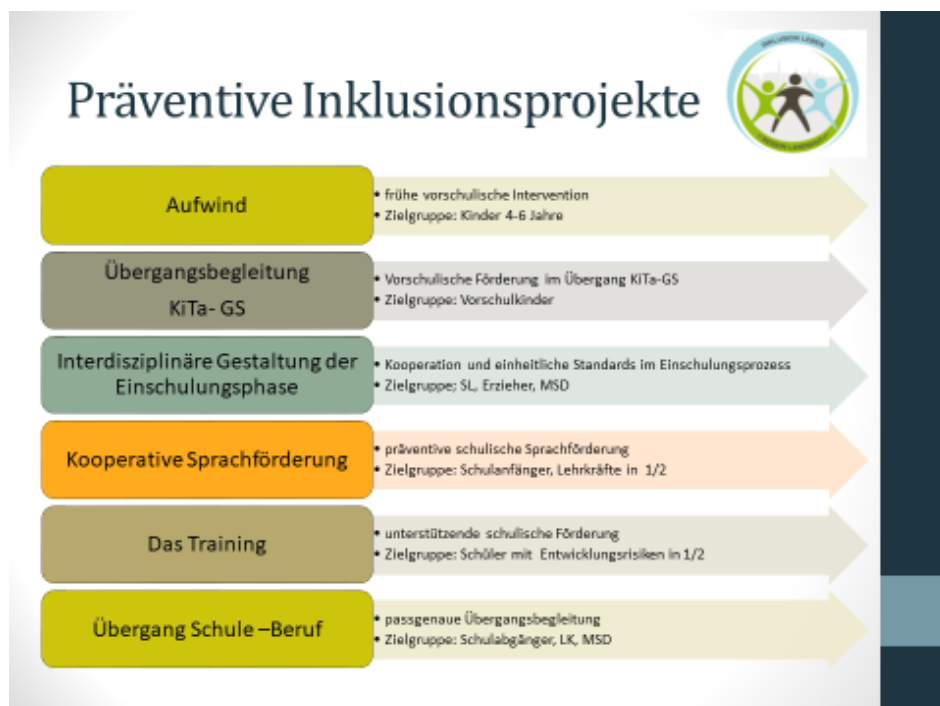 Präventive Inklusionsprojekte
INKLUSION LEBEN
Aufwind
• frühe vorschulische Intervention
• Zielgruppe: Kinder 4-6 Jahre
Übergangsbegleitung
KiTa- GS
• Vorschulische Förderung im Übergang KiTa-GS
• Zielgruppe: Vorschulkinder
Interdisziplinäre Gestaltung der
Einschulungsphase
• Kooperation und einheitliche Standards im Einschulungsprozess
• Zielgruppe; SL, Erzieher, MSD
Kooperative Sprachförderung
• präventive schulische Sprachförderung
• Zielgruppe: Schulanfänger, Lehrkräfte in 1/2
Das Training
• unterstützende schulische Förderung
• Zielgruppe: Schüler mit Entwicklungsrisiken in 1/2
Übergang Schule –Beruf
• passgenaue Übergangsbegleitung
• Zielgruppe: Schulabgänger, LK, MSD